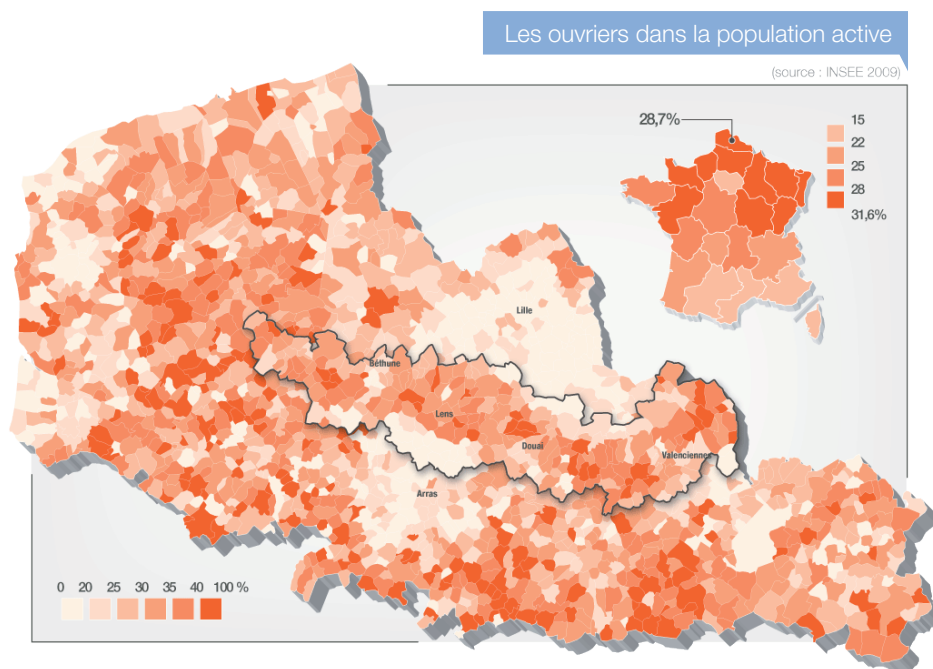 Les ouvriers dans la population active
(source : INSEE 2009)
28,7%
15
22
25
28
31,6%
Lille
Béthune
Lens
Douai
Valenciennes
Arras
0 20 25 30 35 40 100 %